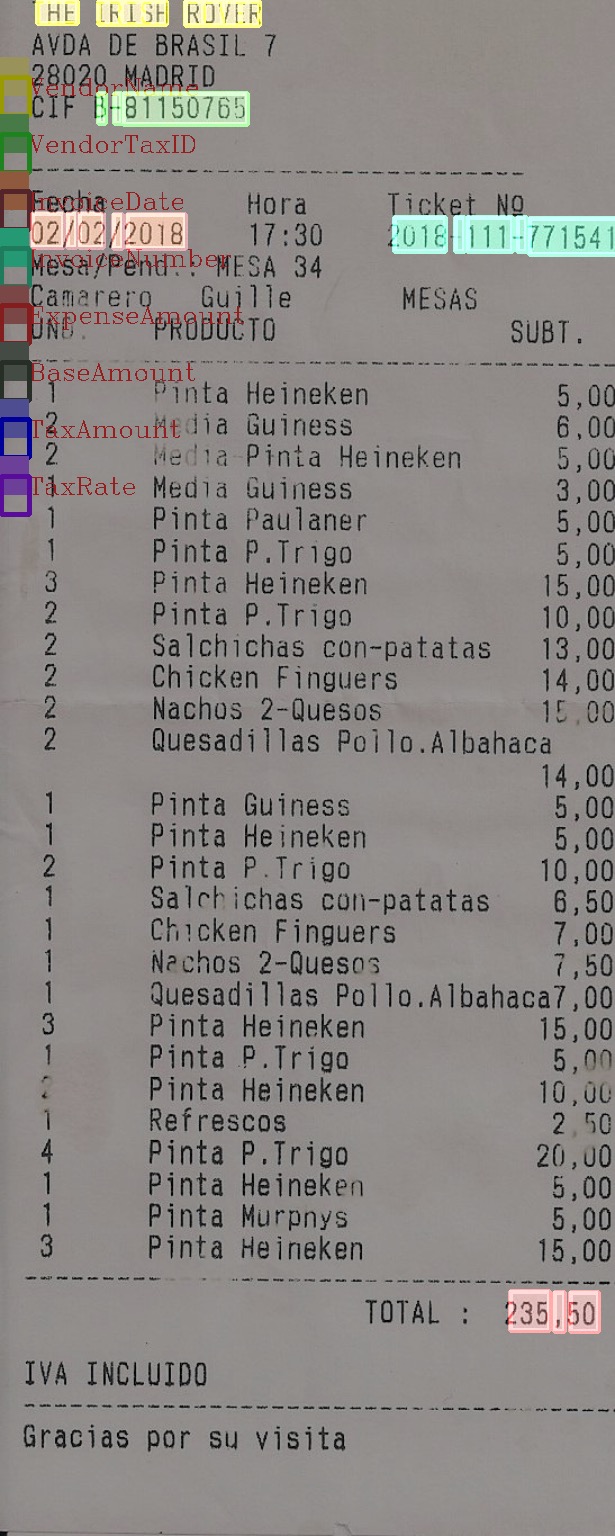 THE IRISH ROVER
AVDA DE BRASIL 7
28020 MADRID
VendorName
CIF B-81150765
VendorTaxID
Fecha Hora Ticket Nº
InvoiceDate
02/02/2018 17:30 2018-111-771541
InvoiceNumber
Mesa/Pend.: MESA 34
Camarero Guille MESAS
ExpenseAmount
UND. PRODUCTO SUBT.
BaseAmount
1 Pinta Heineken 5,00
2 Media Guiness 6,00
TaxAmount
2 Media Pinta Heineken 5,00
1 Media Guiness 3,00
TaxRate
1 Pinta Paulaner 5,00
1 Pinta P.Trigo 5,00
3 Pinta Heineken 15,00
2 Pinta P.Trigo 10,00
2 Salchichas con-patatas 13,00
2 Chicken Finguers 14,00
2 Nachos 2-Quesos 15,00
2 Quesadillas Pollo.Albahaca
14,00
1 Pinta Guiness 5,00
1 Pinta Heineken 5,00
2 Pinta P.Trigo 10,00
1 Salchichas con-patatas 6,50
1 Chicken Finguers 7,00
1 Nachos 2-Quesos 7,50
1 Quesadillas Pollo.Albahaca7,00
3 Pinta Heineken 15,00
1 Pinta P.Trigo 5,00
2 Pinta Heineken 10,00
1 Refrescos 2,50
4 Pinta P.Trigo 20,00
1 Pinta Heineken 5,00
1 Pinta Murpnys 5,00
3 Pinta Heineken 15,00
TOTAL : 235,50
IVA INCLUIDO
Gracias por su visita